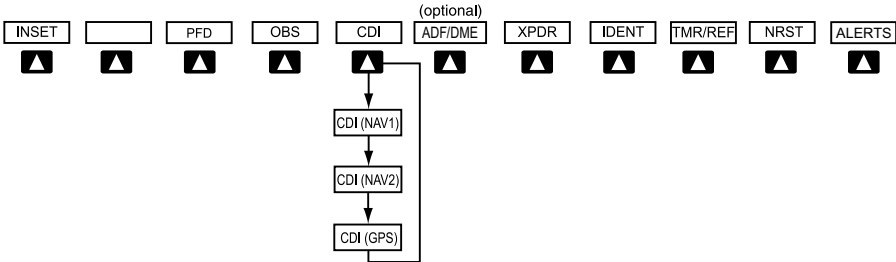 (optional)
INSET PFD OBS CDI ADF/DME XPDR IDENT TMR/REF NRST ALERTS
CDI (NAV1)
CDI (NAV2)
CDI (GPS)